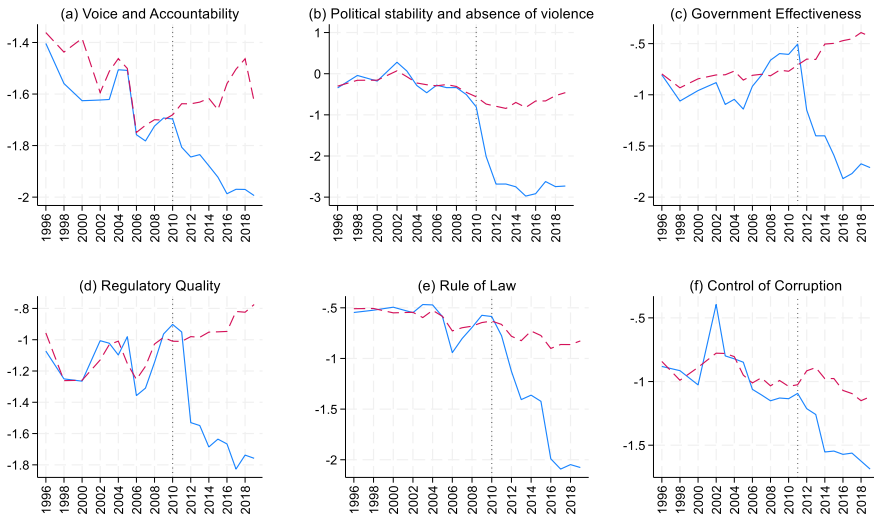 (a) Voice and Accountability
-1.4
-1.6
-1.8
-2
1996 1998 2000 2002 2004 2006 2008 2010 2012 2014 2016 2018
(b) Political stability and absence of violence
1
0
-1
-2
-3
1996 1998 2000 2002 2004 2006 2008 2010 2012 2014 2016 2018
(c) Government Effectiveness
-.5
-1
-1.5
-2
1996 1998 2000 2002 2004 2006 2008 2010 2012 2014 2016 2018
(d) Regulatory Quality
-.8
-1
-1.2
-1.4
-1.6
-1.8
1996 1998 2000 2002 2004 2006 2008 2010 2012 2014 2016 2018
(e) Rule of Law
-.5
-1
-1.5
-2
1996 1998 2000 2002 2004 2006 2008 2010 2012 2014 2016 2018
(f) Control of Corruption
-.5
-1
-1.5
1996 1998 2000 2002 2004 2006 2008 2010 2012 2014 2016 2018